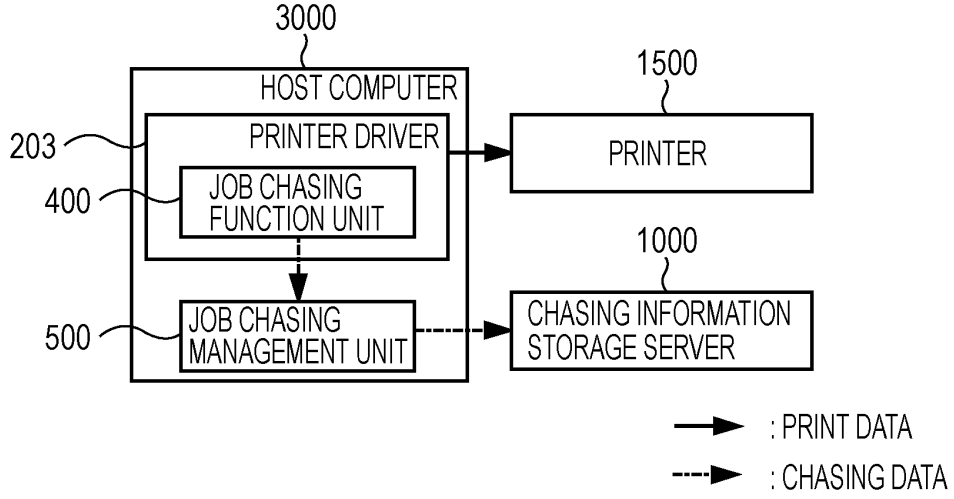 3000
HOST COMPUTER
1500
203
PRINTER DRIVER
PRINTER
400
JOB CHASING
FUNCTION UNIT
1000
500
JOB CHASING
MANAGEMENT UNIT
CHASING INFORMATION
STORAGE SERVER
: PRINT DATA
: CHASING DATA